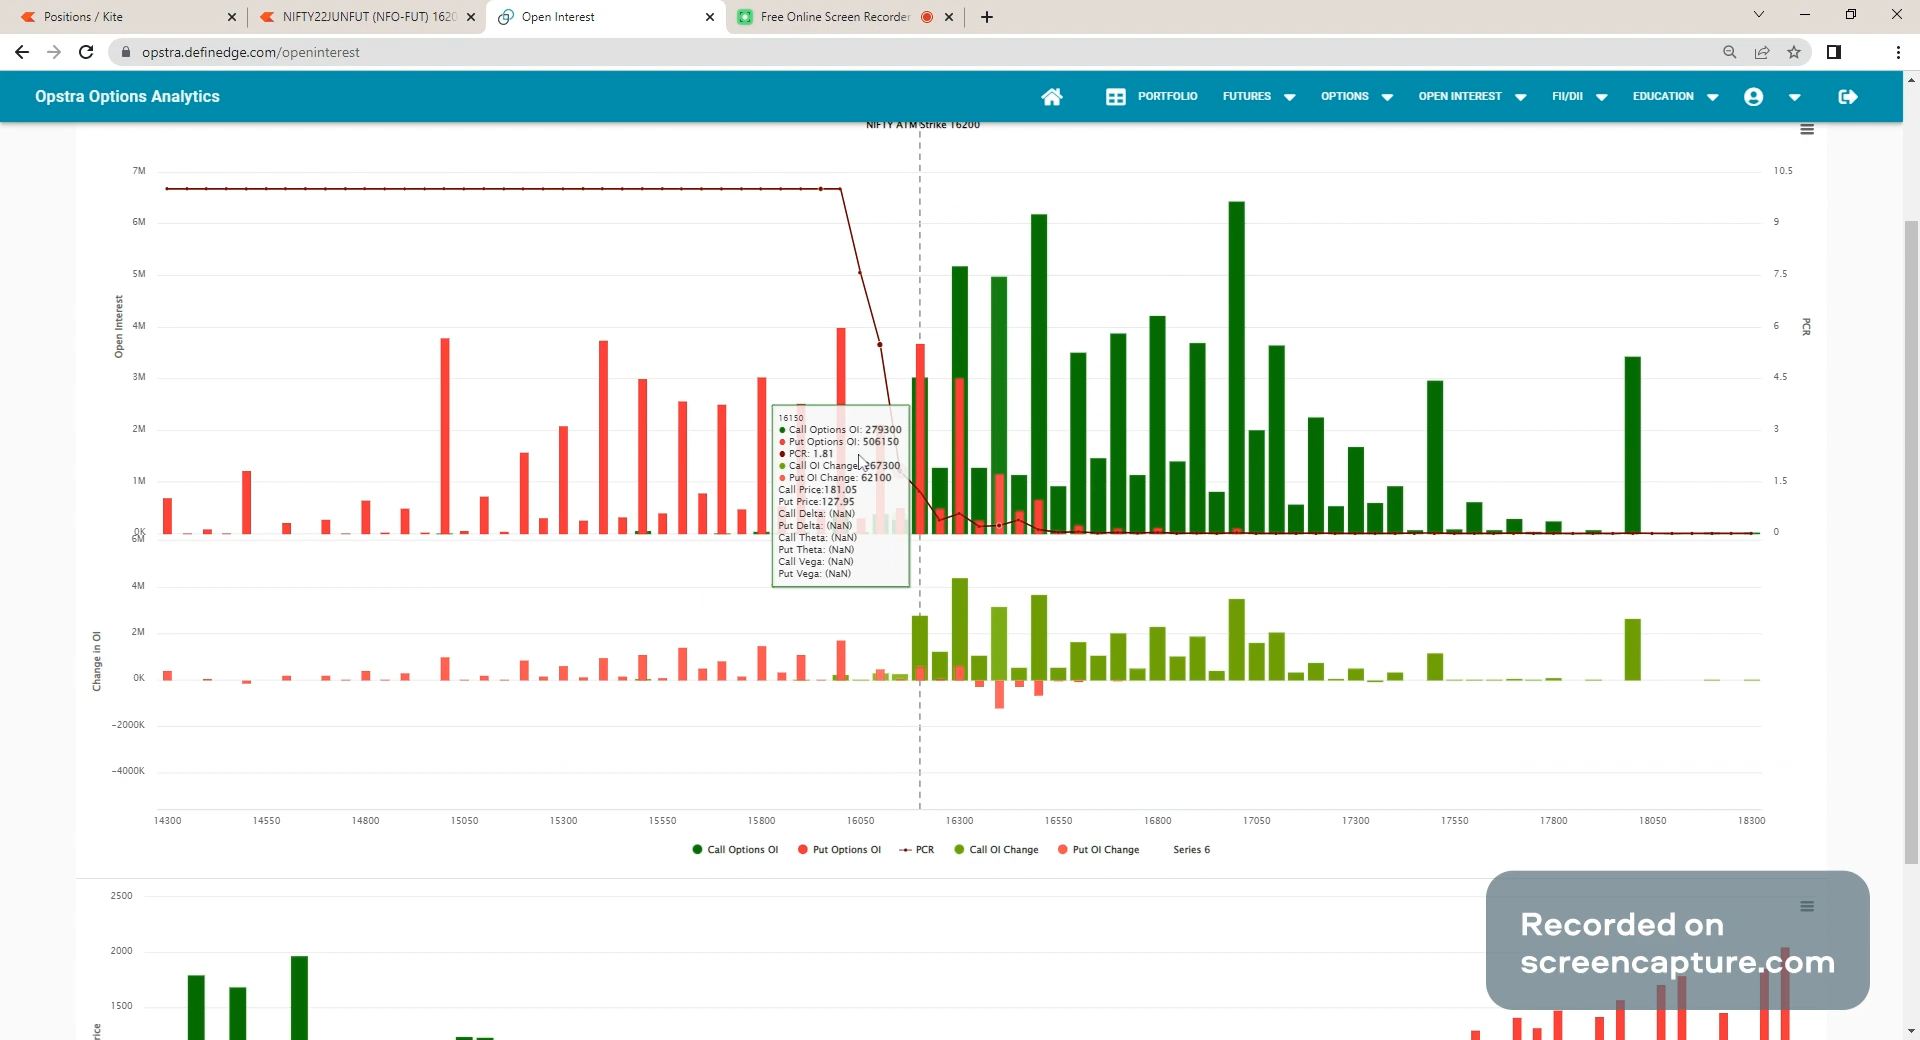 Positions / Kite
NIFTY22JUNFUT (NFO-FUT) 1620
Open Interest
Free Online Screen Recorder
opstra.definedge.com/openinterest
Opstra Options Analytics
PORTFOLIO
FUTURES
OPTIONS
OPEN INTEREST
FII/DII
EDUCATION
NIFTY ATM Strike 16200
7M
6M
5M
4M
3M
2M
1M
0K
Open Interest
10.5
9
7.5
6
4.5
3
1.5
0
PCR
16150
Call Options OI: 279300
Put Options OI: 506150
PCR: 1.81
Call OI Change: 267300
Put OI Change: 62100
Call Price:181.05
Put Price:127.95
Call Delta: (NaN)
Put Delta: (NaN)
Call Theta: (NaN)
Put Theta: (NaN)
Call Vega: (NaN)
Put Vega: (NaN)
6M
4M
2M
0K
-2000K
-4000K
Change in OI
14300 14550 14800 15050 15300 15550 15800 16050 16300 16550 16800 17050 17300 17550 17800 18050 18300
Call Options OI Put Options OI PCR Call OI Change Put OI Change Series 6
2500
2000
1500
Recorded on
screencapture.com